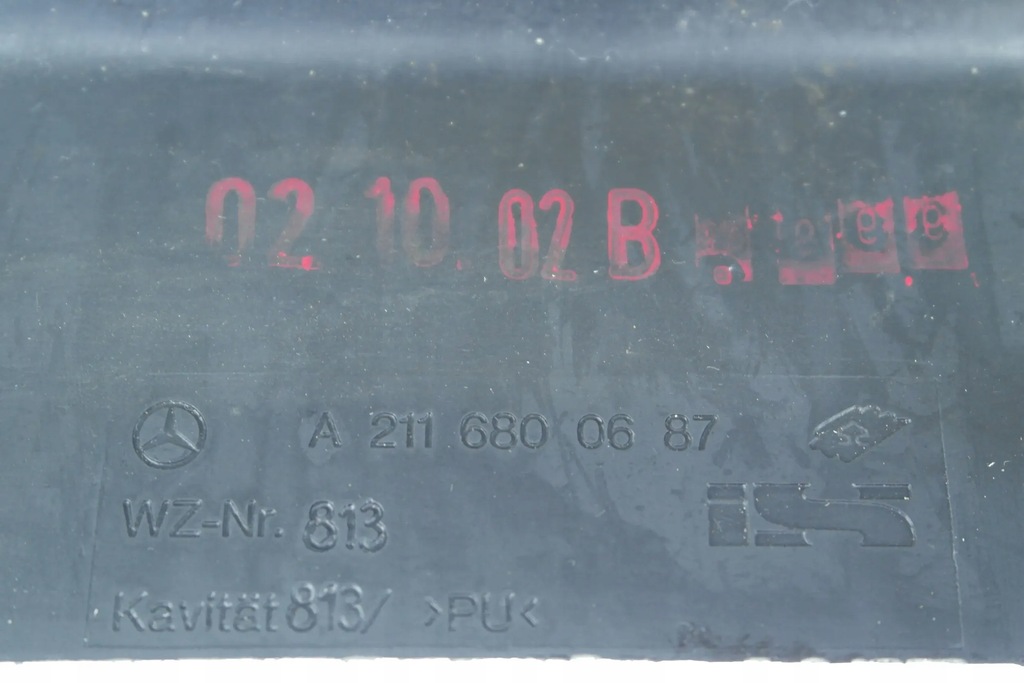 02. 10. 02 B
A 211 680 06 87
WZ-Nr. 813
Kavität 813/ >PU<